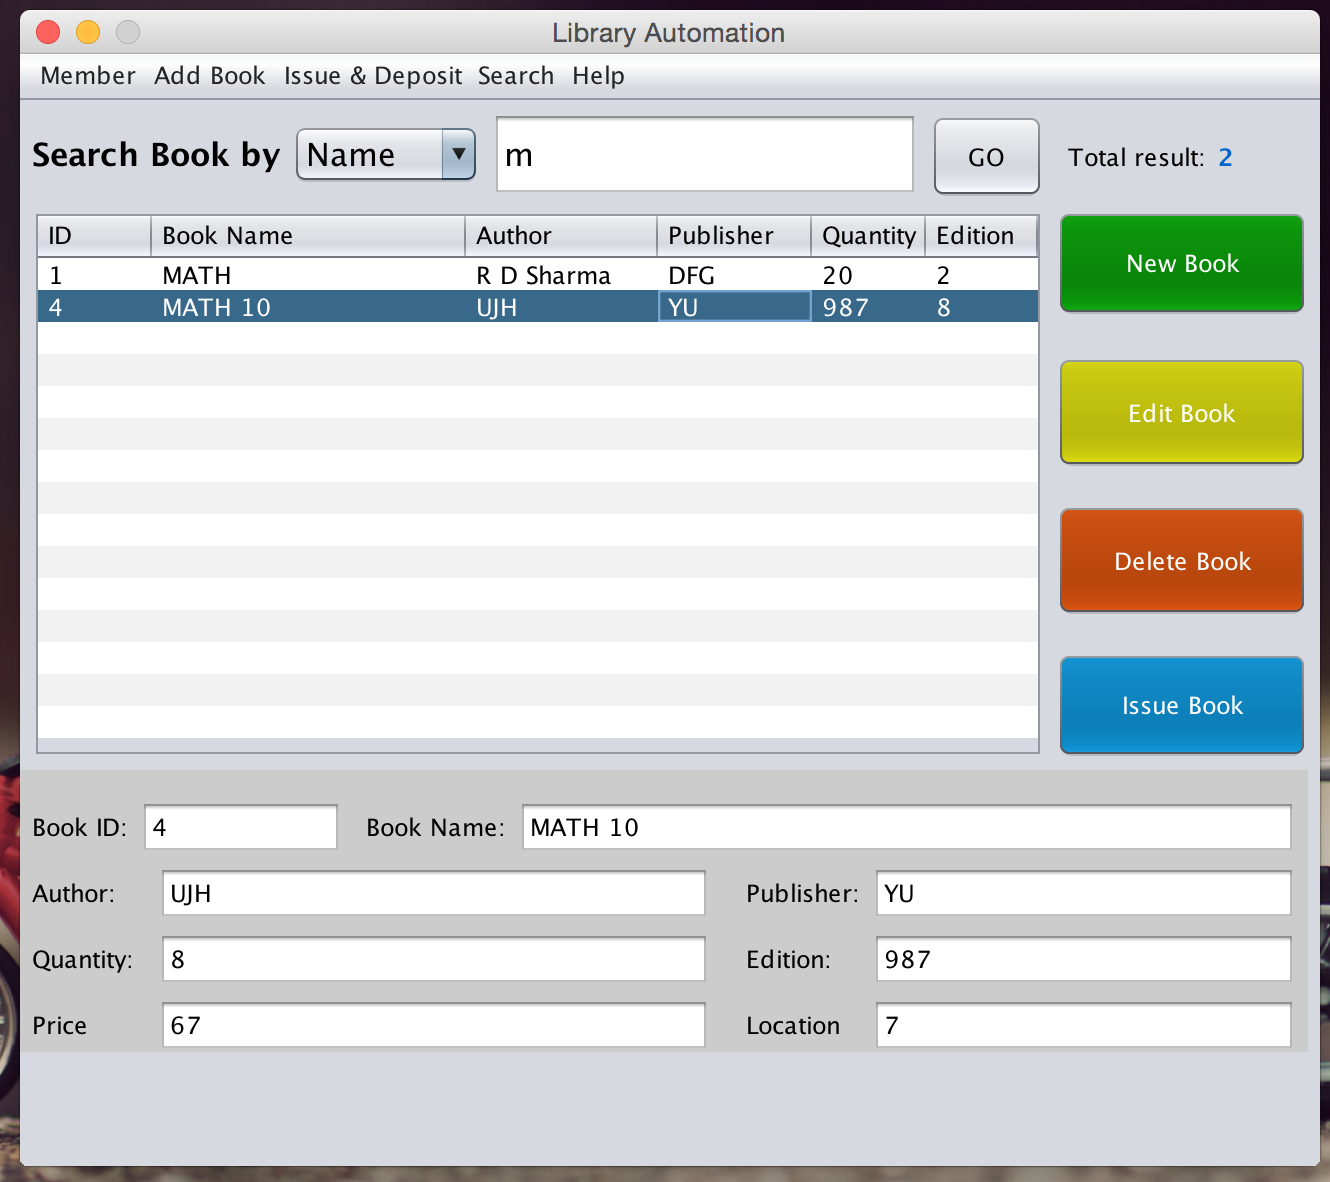 Library Automation
Member Add Book Issue & Deposit Search Help
Search Book by Name m GO Total result: 2
ID Book Name Author Publisher Quantity Edition
1 MATH R D Sharma DFG 20 2
4 MATH 10 UJH YU 987 8
New Book
Edit Book
Delete Book
Issue Book
Book ID: 4 Book Name: MATH 10
Author: UJH Publisher: YU
Quantity: 8 Edition: 987
Price 67 Location 7